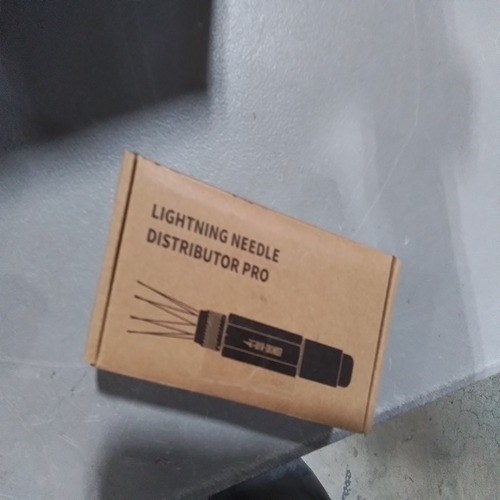 LIGHTNING NEEDLE
DISTRIBUTOR PRO